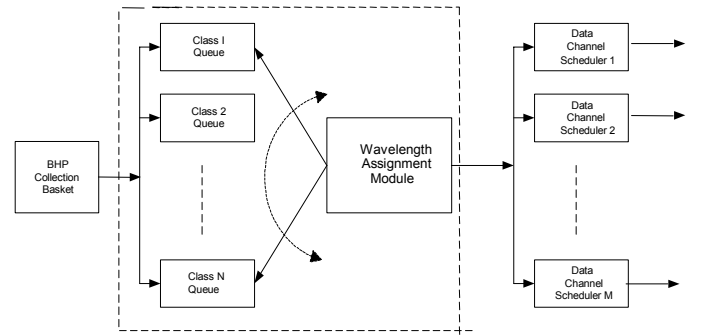 Class I
Queue
Class 2
Queue
Class N
Queue
BHP
Collection
Basket
Wavelength
Assignment
Module
Data
Channel
Scheduler 1
Data
Channel
Scheduler 2
Data
Channel
Scheduler M